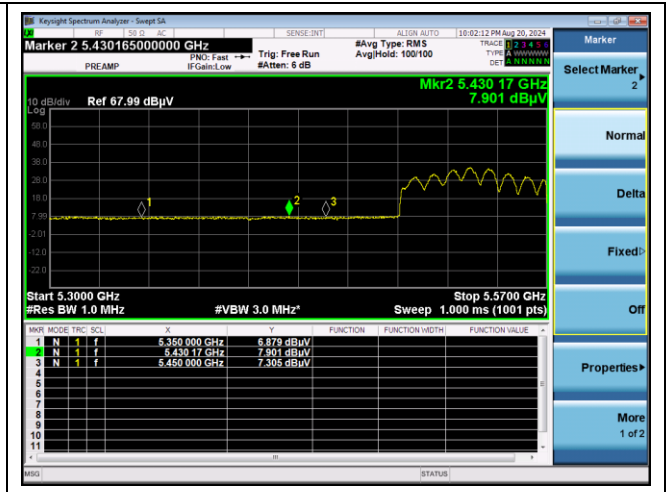 Keysight Spectrum Analyzer - Swept SA
RF 50 Ω AC SENSE:INT ALIGN AUTO 10:02:12 PM Aug 20, 2024
Marker 2 5.430165000000 GHz
PREAMP
PNO: Fast
IFGain:Low
Trig: Free Run
#Atten: 6 dB
#Avg Type: RMS
Avg|Hold: 100/100
TRACE 1 2 3 4 5 6
TYPE A WWWWW
DET A N N N N N
Mkr2 5.430 17 GHz
7.901 dBµV
10 dB/div Ref 67.99 dBµV
Log
58.0
48.0
38.0
28.0
18.0
7.99
-2.01
-12.0
-22.0
1
2
3
Start 5.3000 GHz Stop 5.5700 GHz
#Res BW 1.0 MHz #VBW 3.0 MHz* Sweep 1.000 ms (1001 pts)
MKR MODE TRC SCL X Y FUNCTION FUNCTION WIDTH FUNCTION VALUE
1 N 1 f 5.350 000 GHz 6.879 dBµV
2 N 1 f 5.430 17 GHz 7.901 dBµV
3 N 1 f 5.450 000 GHz 7.305 dBµV
4
5
6
7
8
9
10
11
MSG STATUS
Marker
Select Marker
2
Normal
Delta
Fixed
Off
Properties
More
1 of 2